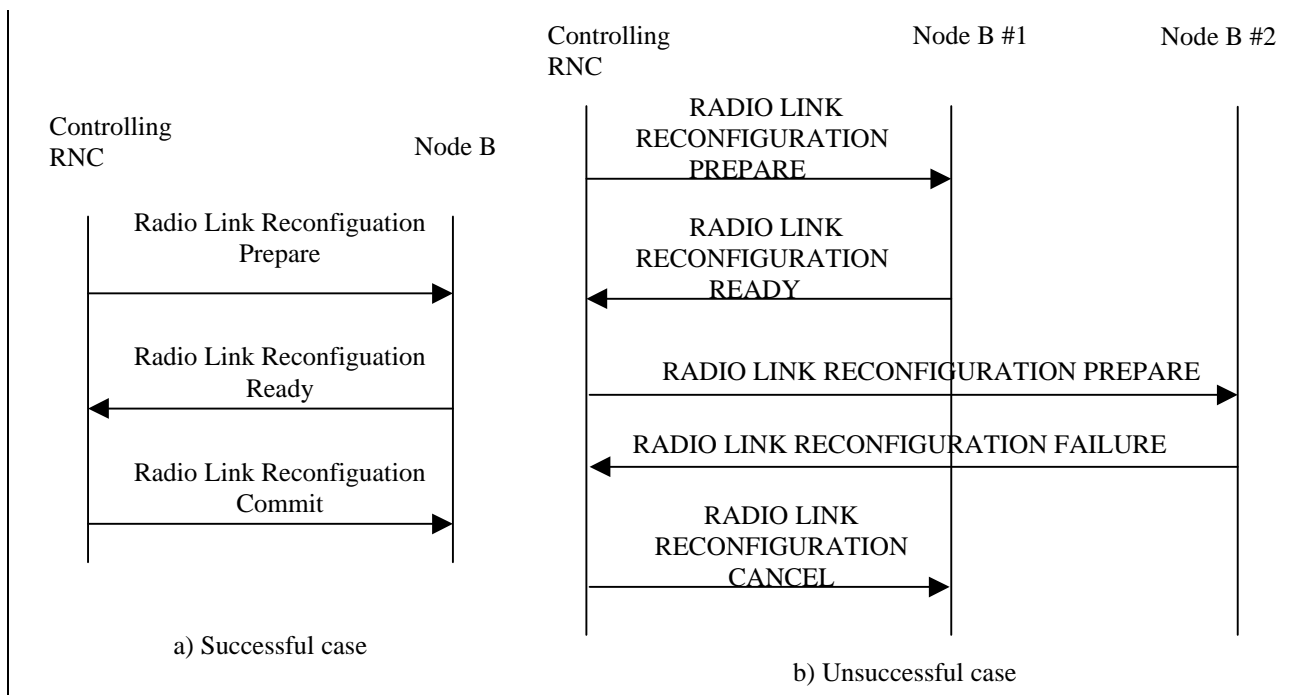 Controlling
RNC
Node B
Radio Link Reconfiguation
Prepare
Radio Link Reconfiguation
Ready
Radio Link Reconfiguation
Commit
a) Successful case
Controlling
RNC
Node B #1
Node B #2
RADIO LINK
RECONFIGURATION
PREPARE
RADIO LINK
RECONFIGURATION
READY
RADIO LINK RECONFIGURATION PREPARE
RADIO LINK RECONFIGURATION FAILURE
RADIO LINK
RECONFIGURATION
CANCEL
b) Unsuccessful case